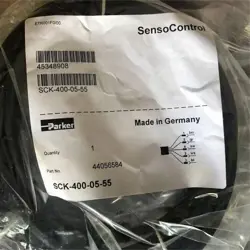 SensoControl
45348908
SCK-400-05-55
Parker
Made in Germany
Quantity
1
Part No
44056584
SCK-400-05-55